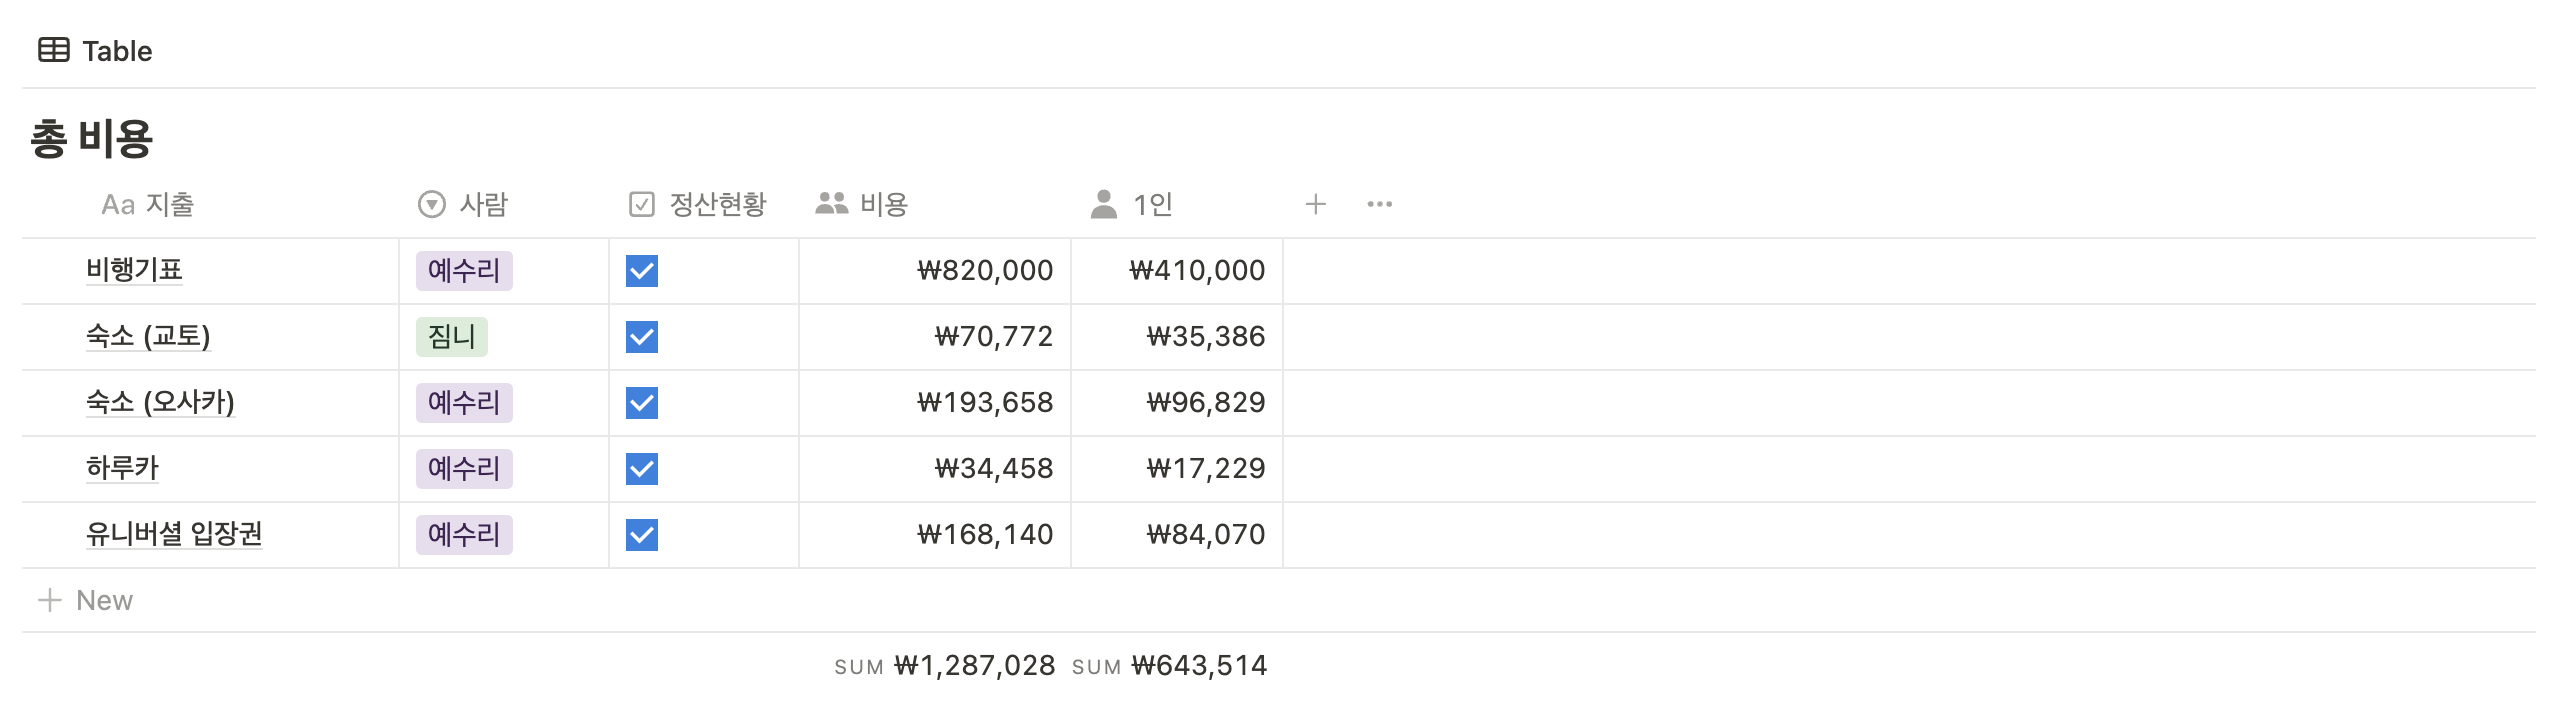 Table
총 비용
Aa 지출 사람 정산현황 비용 1인
비행기표 예수리 ₩820,000 ₩410,000
숙소 (교토) 짐니 ₩70,772 ₩35,386
숙소 (오사카) 예수리 ₩193,658 ₩96,829
하루카 예수리 ₩34,458 ₩17,229
유니버셜 입장권 예수리 ₩168,140 ₩84,070
+ New
SUM ₩1,287,028 SUM ₩643,514